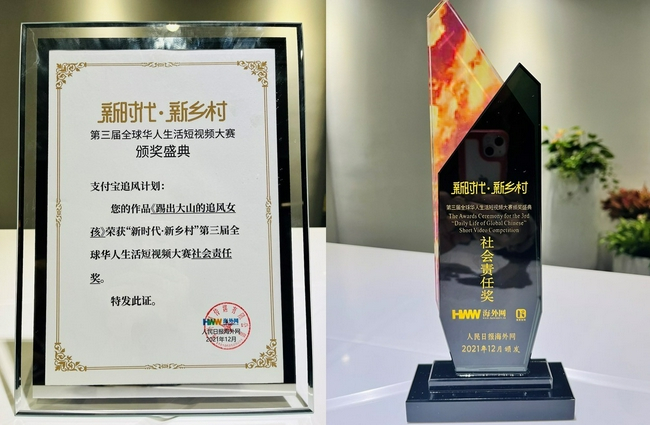 新时代·新乡村
第三届全球华人生活短视频大赛
颁奖盛典
支付宝追风计划：
您的作品《踢出大山的追风女
孩》荣获“新时代·新乡村”第三届全
球华人生活短视频大赛社会责任
奖。
特发此证。
HWW 海外网
人民日报海外网
2021年12月
新时代·新乡村
第三届全球华人生活短视频大赛颁奖盛典
The Awards Ceremony for the 3rd
"Daily Life of Global Chinese"
Short Video Competition
社会责任奖
HWW 海外网
人民日报海外网
2021年12月颁发